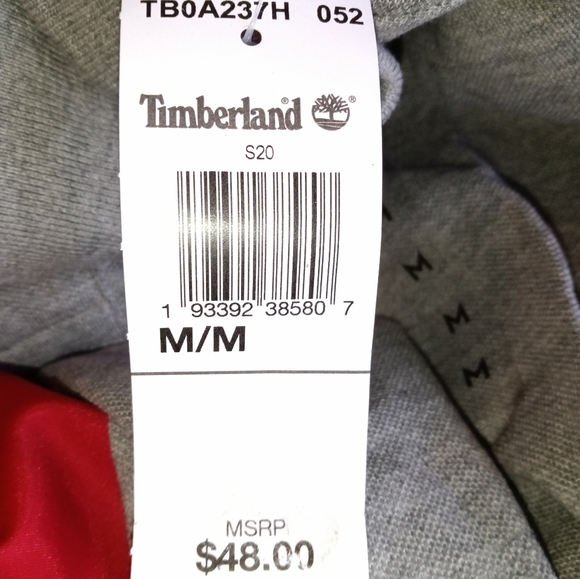 TB0A237H 052
Timberland®
®
S20
1 93392 38580 7
M/M
M
M
M
MSRP
$48.00